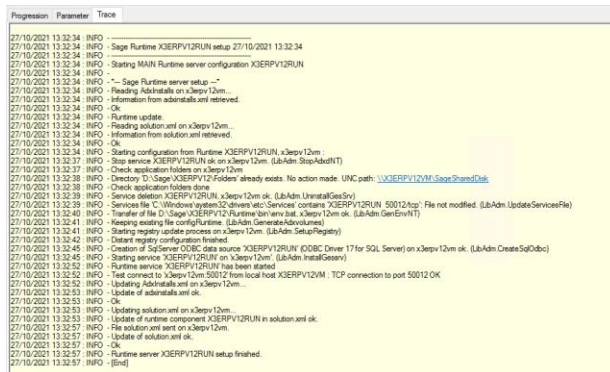 Progression Parameter Trace
27/10/2021 13:32:34 : INFO - ------------------------------------------------------------
27/10/2021 13:32:34 : INFO - Sage Runtime X3ERPV12RUN setup 27/10/2021 13:32:34
27/10/2021 13:32:34 : INFO - ------------------------------------------------------------
27/10/2021 13:32:34 : INFO - Starting MAIN Runtime server configuration X3ERPV12RUN
27/10/2021 13:32:34 : INFO -
27/10/2021 13:32:34 : INFO - "--- Sage Runtime server setup ---"
27/10/2021 13:32:34 : INFO - Reading AdxInstalls on x3erpv12vm...
27/10/2021 13:32:34 : INFO - Information from adxinstalls.xml retrieved.
27/10/2021 13:32:34 : INFO - Ok
27/10/2021 13:32:34 : INFO - Runtime update.
27/10/2021 13:32:34 : INFO - Reading solution.xml on x3erpv12vm...
27/10/2021 13:32:34 : INFO - Information from solution.xml retrieved.
27/10/2021 13:32:34 : INFO - Ok
27/10/2021 13:32:34 : INFO - Starting configuration from Runtime X3ERPV12RUN, x3erpv12vm :
27/10/2021 13:32:37 : INFO - Stop service X3ERPV12RUN ok on x3erpv12vm. (LibAdm.StopAdxdNT)
27/10/2021 13:32:37 : INFO - Check application folders on x3erpv12vm
27/10/2021 13:32:38 : INFO - Directory 'D:\Sage\X3ERPV12\Folders' already exists. No action made. UNC path: \\X3ERPV12VM\SageSharedDisk
27/10/2021 13:32:38 : INFO - Check application folders done
27/10/2021 13:32:39 : INFO - Service deletion X3ERPV12RUN, x3erpv12vm ok. (LibAdm.UninstallGesSrv)
27/10/2021 13:32:39 : INFO - Services file 'C:\Windows\system32\drivers\etc\Services' contains 'X3ERPV12RUN 50012/tcp': File not modified. (LibAdm.UpdateServicesFile)
27/10/2021 13:32:40 : INFO - Transfer of file D:\Sage\X3ERPV12\Runtime\bin\env.bat, x3erpv12vm ok. (LibAdm.GenEnvNT)
27/10/2021 13:32:41 : INFO - Keeping existing file configRuntime. (LibAdm.GenerateAdxvolumes)
27/10/2021 13:32:41 : INFO - Starting registry update process on x3erpv12vm. (LibAdm.SetupRegistry)
27/10/2021 13:32:42 : INFO - Distant registry configuration finished.
27/10/2021 13:32:45 : INFO - Creation of SqlServer ODBC data source 'X3ERPV12RUN' (ODBC Driver 17 for SQL Server) on x3erpv12vm ok. (LibAdm.CreateSqlOdbc)
27/10/2021 13:32:45 : INFO - Starting service 'X3ERPV12RUN' on 'x3erpv12vm'. (LibAdm.InstallGessrv)
27/10/2021 13:32:52 : INFO - Runtime service 'X3ERPV12RUN' has been started
27/10/2021 13:32:52 : INFO - Test connect to 'x3erpv12vm:50012' from local host X3ERPV12VM : TCP connection to port 50012 OK
27/10/2021 13:32:52 : INFO - Updating AdxInstalls.xml on x3erpv12vm...
27/10/2021 13:32:53 : INFO - Update of adxinstalls.xml ok.
27/10/2021 13:32:53 : INFO - Ok
27/10/2021 13:32:53 : INFO - Updating solution.xml on x3erpv12vm...
27/10/2021 13:32:53 : INFO - Update of runtime component X3ERPV12RUN in solution.xml ok.
27/10/2021 13:32:57 : INFO - File solution.xml sent on x3erpv12vm.
27/10/2021 13:32:57 : INFO - Update of solution.xml ok.
27/10/2021 13:32:57 : INFO - Ok
27/10/2021 13:32:57 : INFO - Runtime server X3ERPV12RUN setup finished.
27/10/2021 13:32:57 : INFO - [End]